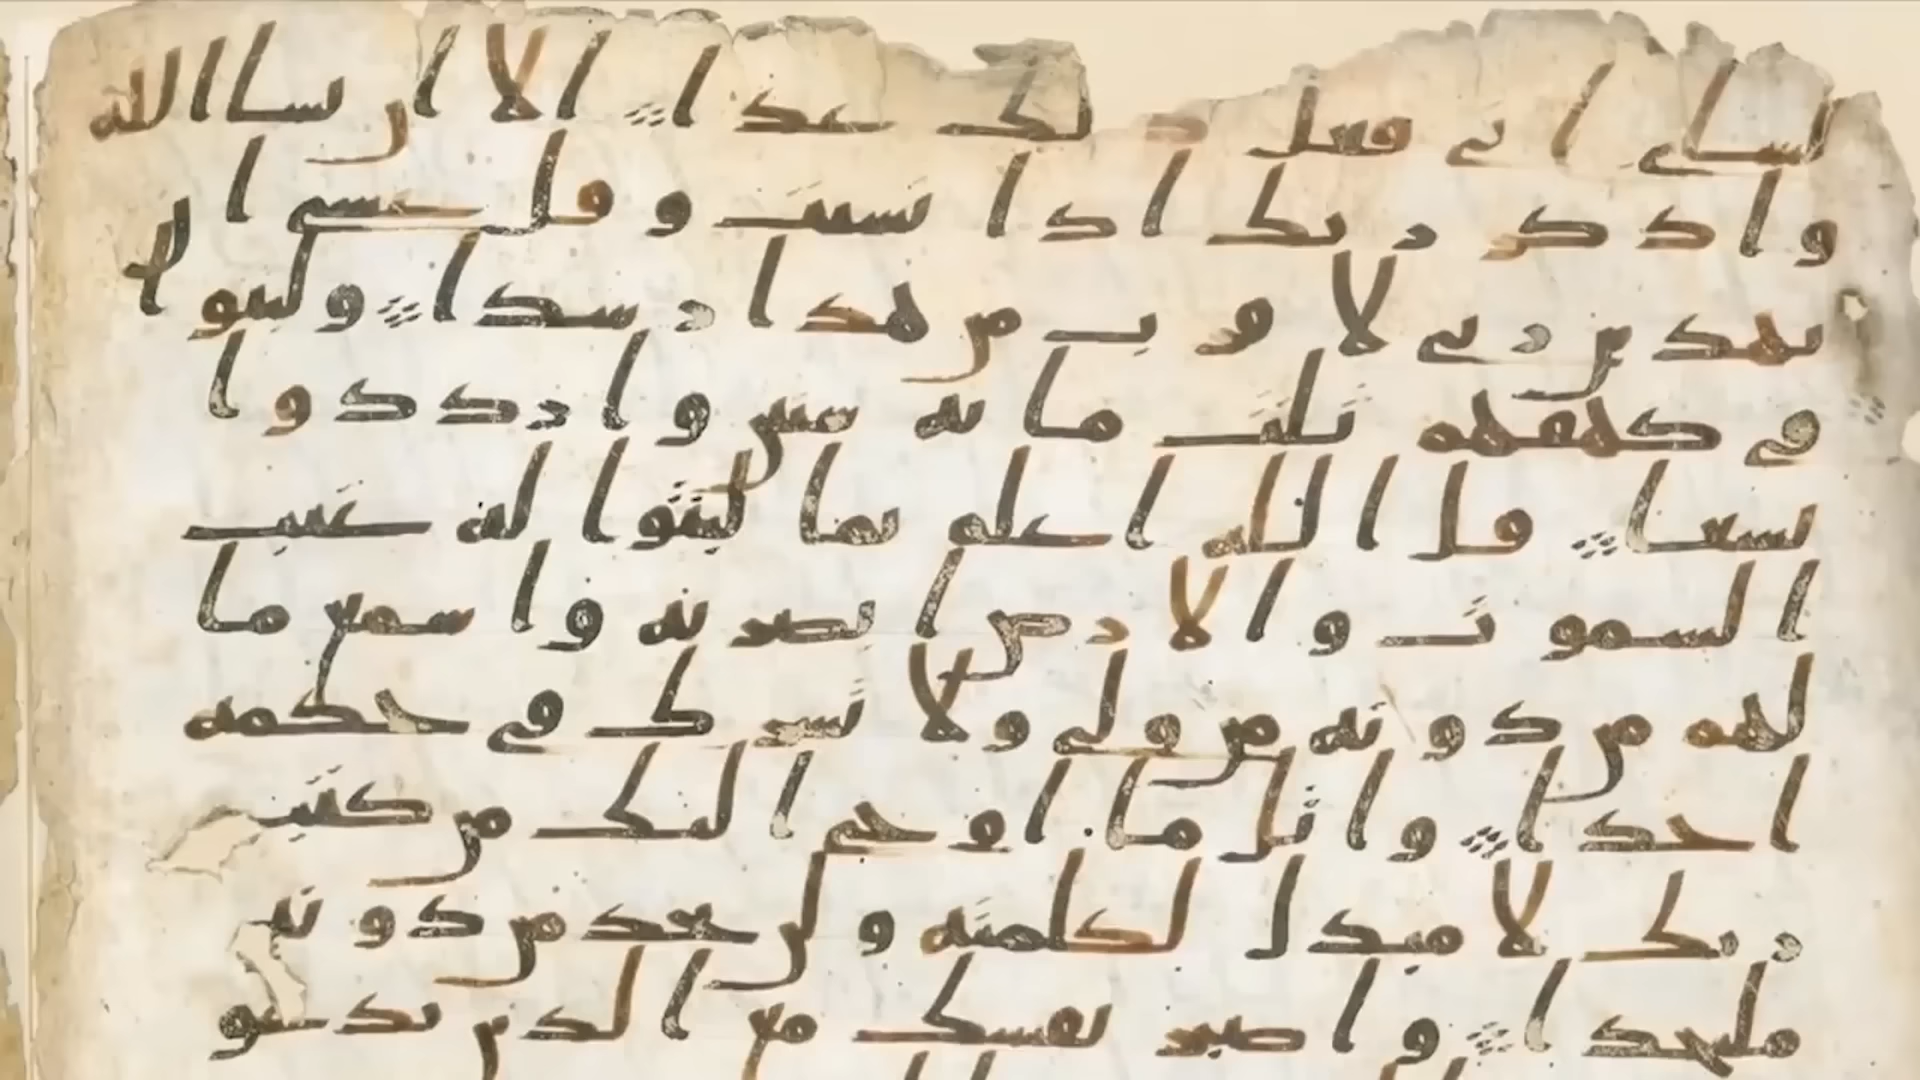 لشاى انى فعل ذلك غدا الا ان يشا الله
واذكر ربك اذا نسيت وقل عسى ان
يهدين ربى لاقرب من هذا رشدا ولبثوا
فى كهفهم ثلث مائه سنين وازددوا
تسعا قل الله اعلم بما لبثوا له غيب
السموت والارض ابصر به واسمع ما
لهم من دونه من ولى ولا يشرك فى حكمه
احدا واتل ما اوحى اليك من كتب
ربك لا مبدل لكلمته ولن تجد من دونه
ملتحدا واصبر نفسك مع الذين يدعو